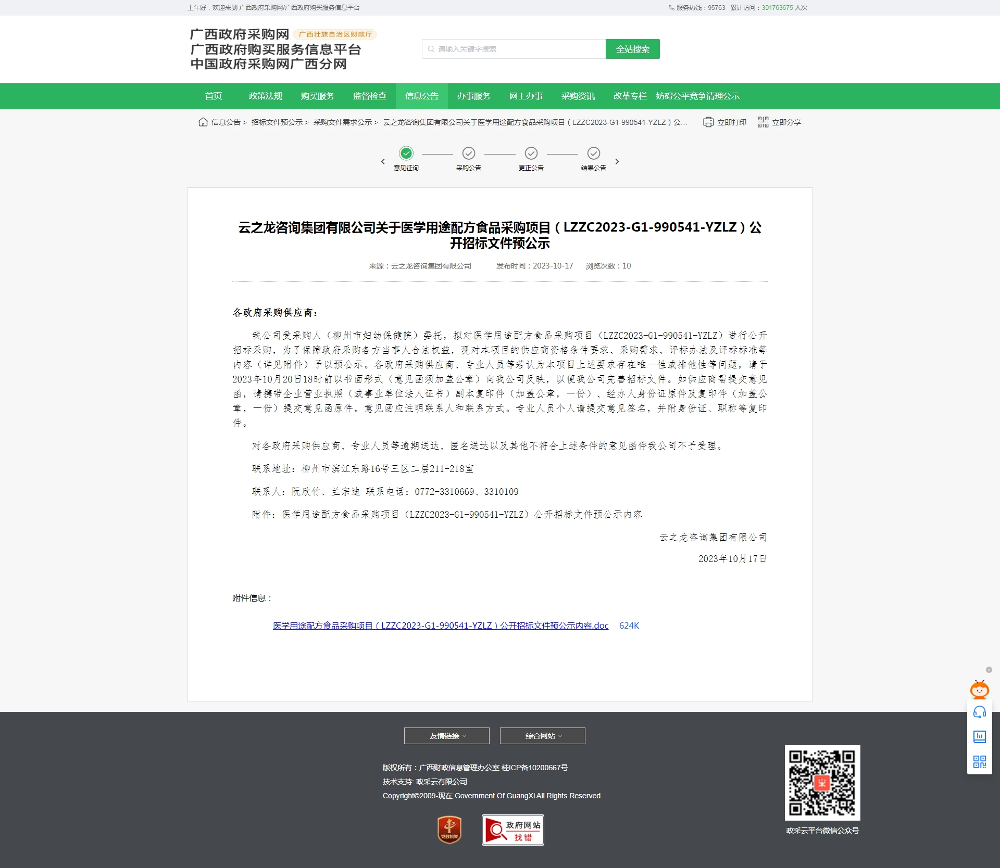 上午好，欢迎来到 广西政府采购网/广西政府购买服务信息平台
服务热线：95763 累计访问：301763675 人次
广西政府采购网 广西壮族自治区财政厅
广西政府购买服务信息平台
中国政府采购网广西分网
请输入关键字搜索
全站搜索
首页 政策法规 购买服务 监督检查 信息公告 办事服务 网上办事 采购资讯 改革专栏 妨碍公平竞争清理公示
信息公告 > 招标文件预公示 > 采购文件需求公示 > 云之龙咨询集团有限公司关于医学用途配方食品采购项目（LZZC2023-G1-990541-YZLZ）公... 立即打印 立即分享
意见征询 采购公告 更正公告 结果公告
云之龙咨询集团有限公司关于医学用途配方食品采购项目（LZZC2023-G1-990541-YZLZ）公
开招标文件预公示
来源：云之龙咨询集团有限公司 发布时间：2023-10-17 浏览次数：10
各政府采购供应商：
我公司受采购人（柳州市妇幼保健院）委托，拟对医学用途配方食品采购项目（LZZC2023-G1-990541-YZLZ）进行公开
招标采购，为了保障政府采购各方当事人合法权益，现对本项目的供应商资格条件要求、采购需求、评标办法及评标标准等
内容（详见附件）予以预公示。各政府采购供应商、专业人员等若认为本项目上述要求存在唯一性或排他性等问题，请于
2023年10月20日18时前以书面形式（意见函须加盖公章）向我公司反映，以便我公司完善招标文件。如供应商需提交意见
函，请携带企业营业执照（或事业单位法人证书）副本复印件（加盖公章，一份）、经办人身份证原件及复印件（加盖公
章，一份）提交意见函原件。意见函应注明联系人和联系方式。专业人员个人请提交意见签名，并附身份证、职称等复印
件。
对各政府采购供应商、专业人员等逾期送达、匿名送达以及其他不符合上述条件的意见函件我公司不予受理。
联系地址：柳州市滨江东路16号三区二层211-218室
联系人：阮欣竹、兰宗迪 联系电话：0772-3310669、3310109
附件：医学用途配方食品采购项目（LZZC2023-G1-990541-YZLZ）公开招标文件预公示内容
云之龙咨询集团有限公司
2023年10月17日
附件信息：
医学用途配方食品采购项目（LZZC2023-G1-990541-YZLZ）公开招标文件预公示内容.doc 624K
友情链接 综合网站
版权所有：广西财政信息管理办公室 桂ICP备10200667号
技术支持: 政采云有限公司
Copyright©2009-现在 Government Of GuangXi All Rights Reserved
党政机关
政府网站
找错
政采云平台微信公众号